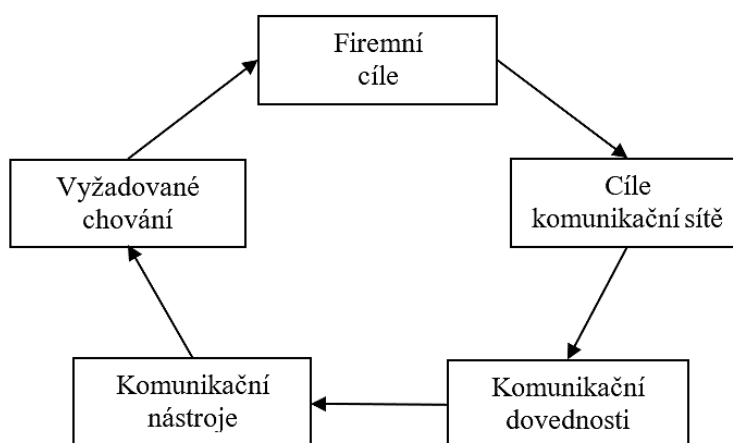 Firemní
cíle
Cíle
komunikační sítě
Komunikační
dovednosti
Komunikační
nástroje
Vyžadované
chování